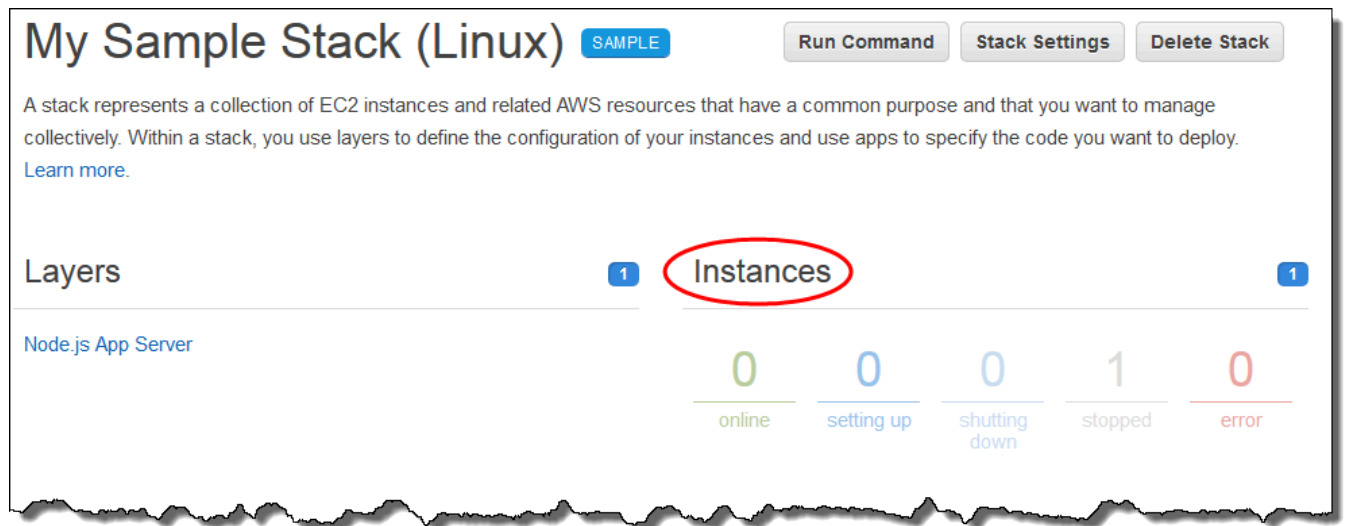 My Sample Stack (Linux) SAMPLE Run Command Stack Settings Delete Stack
A stack represents a collection of EC2 instances and related AWS resources that have a common purpose and that you want to manage
collectively. Within a stack, you use layers to define the configuration of your instances and use apps to specify the code you want to deploy.
Learn more.
Layers 1
Node.js App Server
Instances 1
0 0 0 1 0
online setting up shutting down stopped error